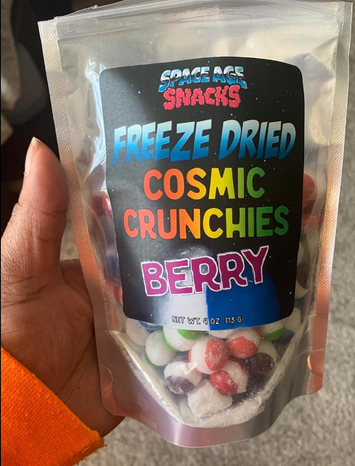 SPACE AGE
SNACKS
FREEZE DRIED
COSMIC
CRUNCHIES
BERRY
NET WT. 4 OZ (113 G)